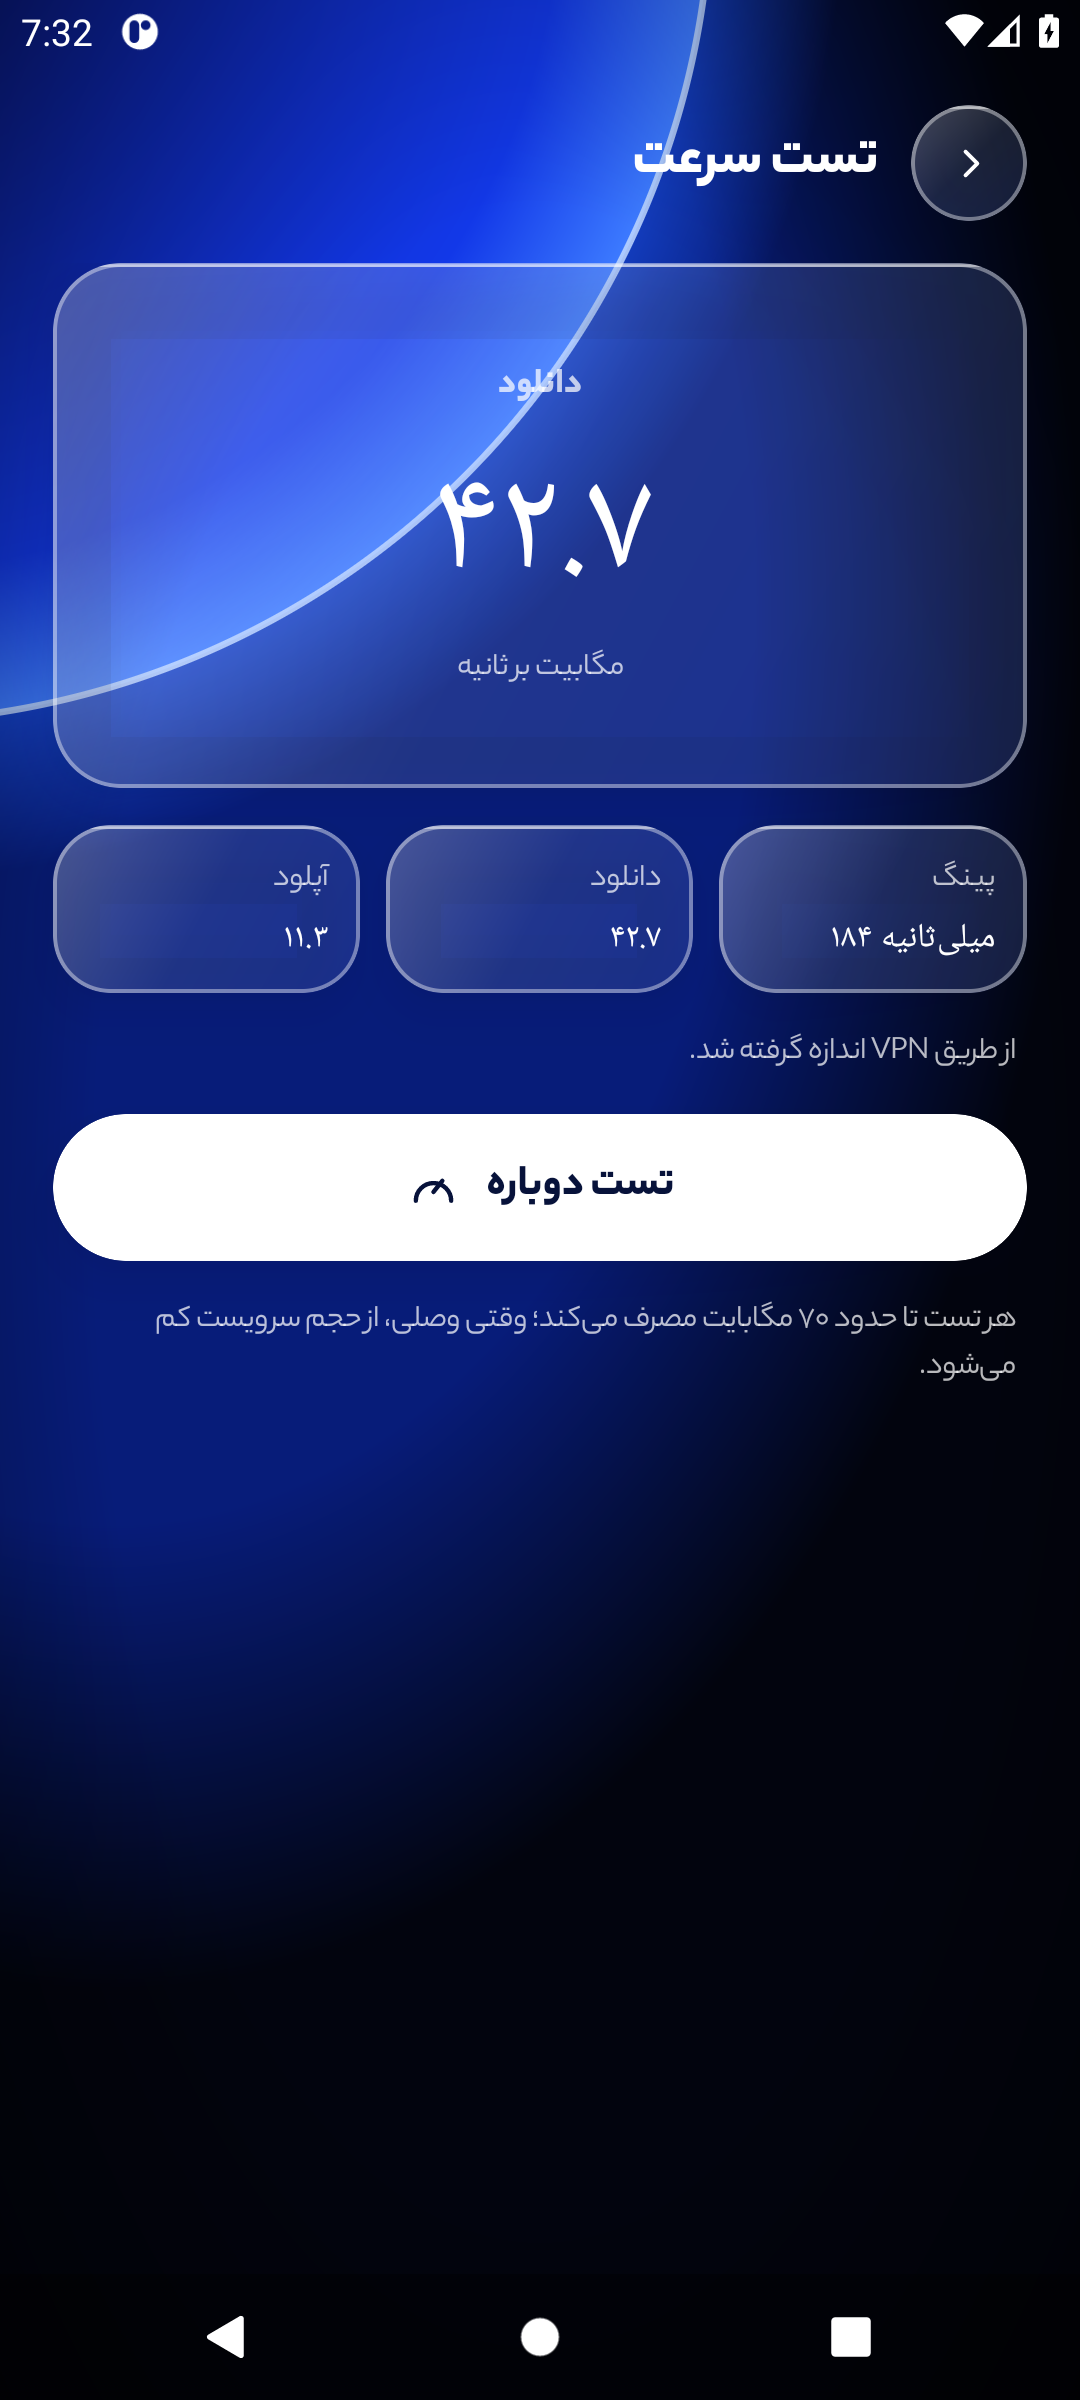 7:32
تست سرعت
دانلود
۴۲.۷
مگابیت بر ثانیه
پینگ
میلی‌ثانیه ۱۸۴
دانلود
۴۲.۷
آپلود
۱۱.۳
از طریق VPN اندازه گرفته شد.
تست دوباره
هر تست تا حدود ۷۰ مگابایت مصرف می‌کند؛ وقتی وصلی، از حجم سرویست کم
می‌شود.